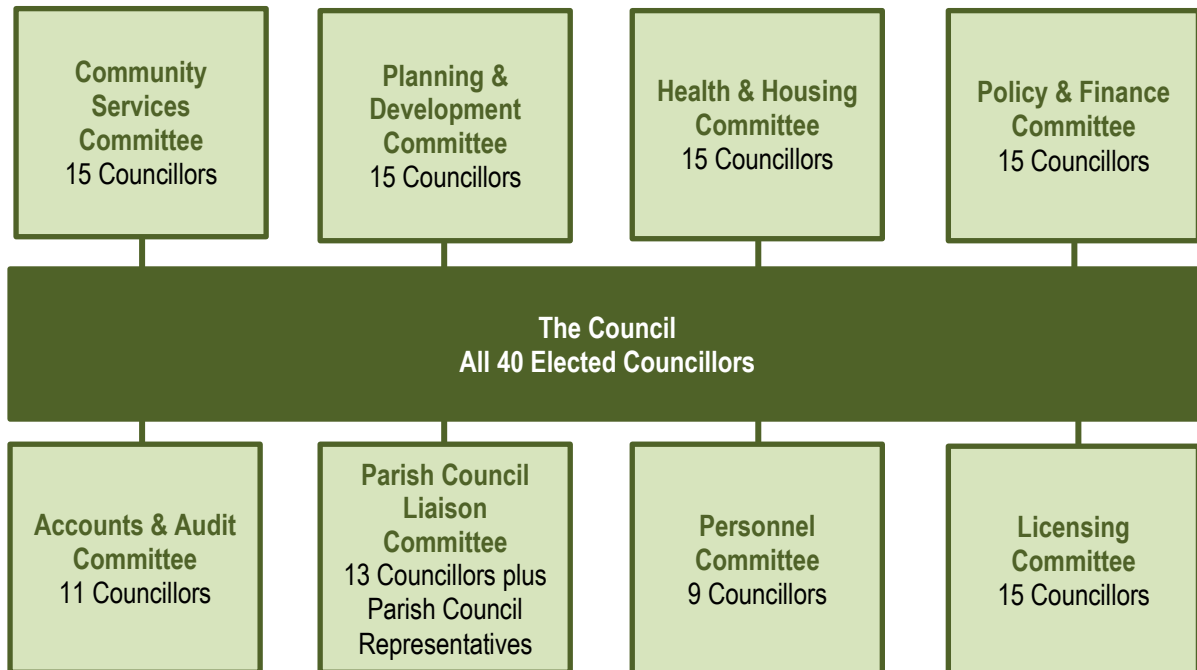 Community
Services
Committee
15 Councillors
Planning &
Development
Committee
15 Councillors
Health & Housing
Committee
15 Councillors
Policy & Finance
Committee
15 Councillors
The Council
All 40 Elected Councillors
Accounts & Audit
Committee
11 Councillors
Parish Council
Liaison
Committee
13 Councillors plus
Parish Council
Representatives
Personnel
Committee
9 Councillors
Licensing
Committee
15 Councillors